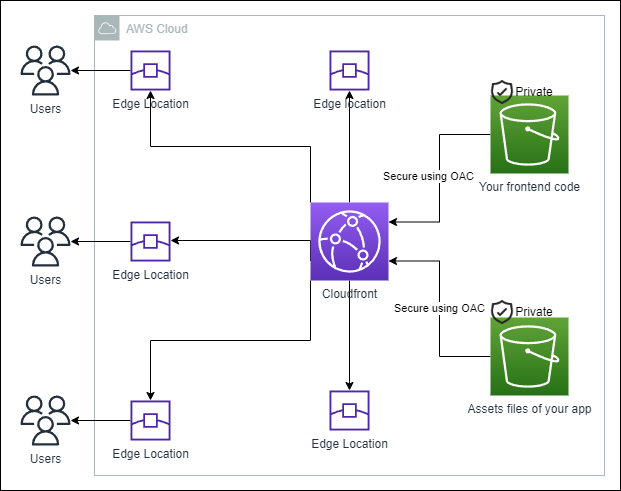 AWS Cloud
Users
Edge Location
Edge location
Private
Secure using OAC
Your frontend code
Users
Edge Location
Cloudfront
Secure using OAC
Private
Assets files of your app
Users
Edge Location
Edge Location